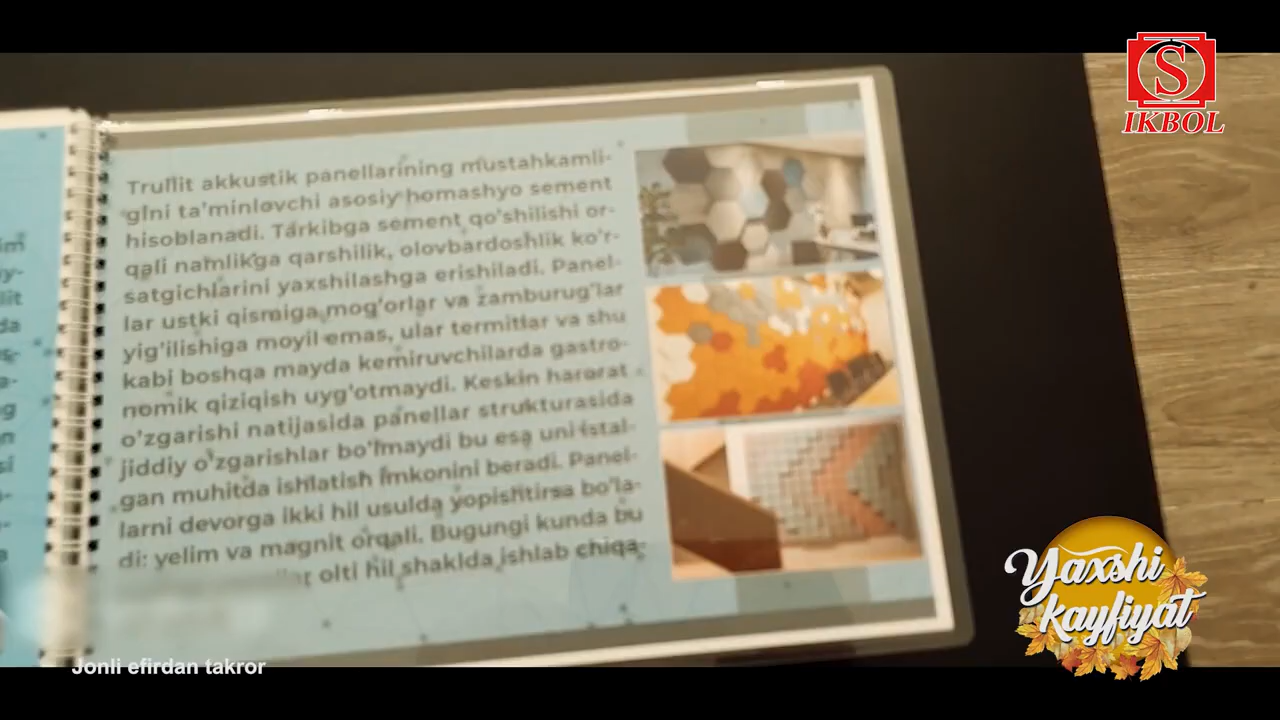 IKBOL
Trullit akkustik panellarining mustahkamli-
gini ta'minlovchi asosiy homashyo sement
hisoblanadi. Tarkibga sement qo'shilishi or-
qali namlikga qarshilik, olovbardoshlik ko'r-
satgichlarini yaxshilashga erishiladi. Panel-
lar ustki qismiga mog'orlar va zamburug'lar
yig'ilishiga moyil emas, ular termitlar va shu
kabi boshqa mayda kemiruvchilarda gastro-
nomik qiziqish uyg'otmaydi. Keskin harorat
o'zgarishi natijasida panellar strukturasida
jiddiy o'zgarishlar bo'lmaydi bu esa uni istal-
gan muhitda ishlatish imkonini beradi. Panel-
larni devorga ikki hil usulda yopishtirsa bo'la-
di: yelim va magnit orqali. Bugungi kunda bu
olti hil shaklda ishlab chiqa-
Yaxshi
kayfiyat
Jonli efirdan takror